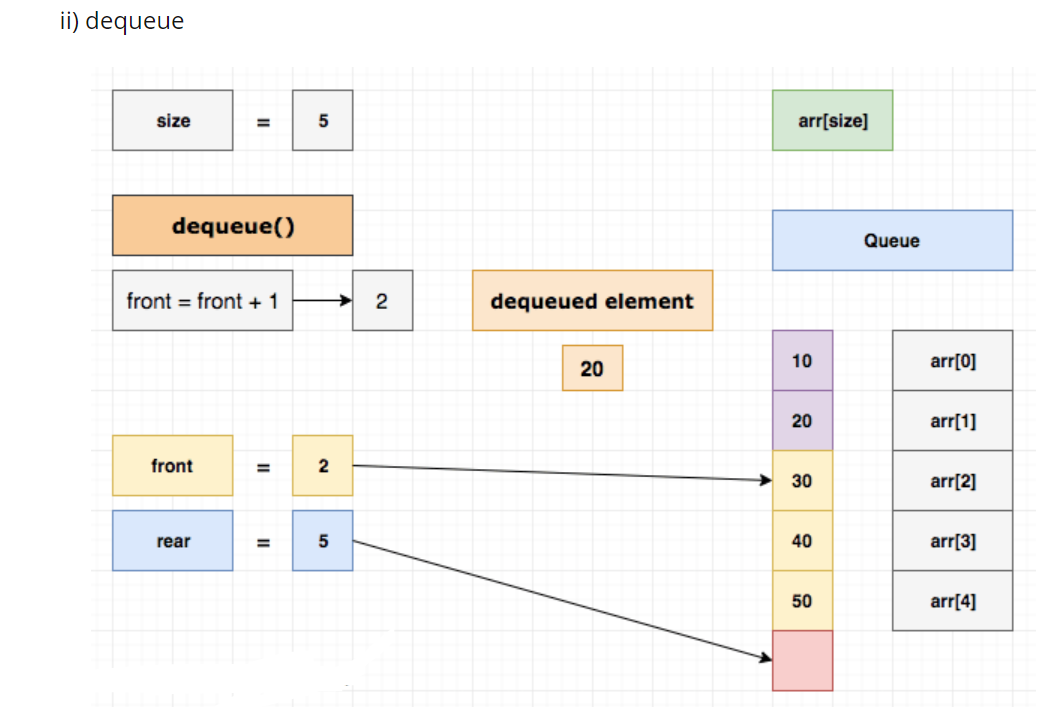 ii) dequeue
size = 5
arr[size]
dequeue()
Queue
front = front + 1
2
dequeued element
20
10 arr[0]
20 arr[1]
front = 2
30 arr[2]
rear = 5
40 arr[3]
50 arr[4]